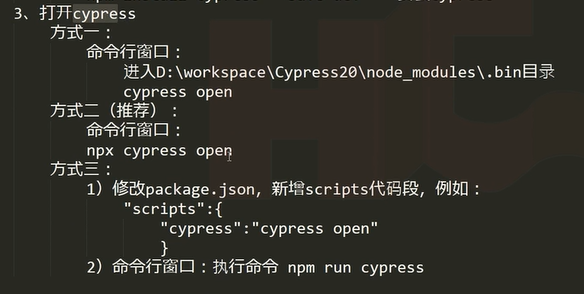 3、打开cypress
方式一：
命令行窗口：
进入D:\workspace\Cypress20\node_modules\.bin目录
cypress open
方式二（推荐）：
命令行窗口：
npx cypress open
方式三：
1）修改package.json，新增scripts代码段，例如：
"scripts":{
"cypress":"cypress open"
}
2）命令行窗口：执行命令 npm run cypress